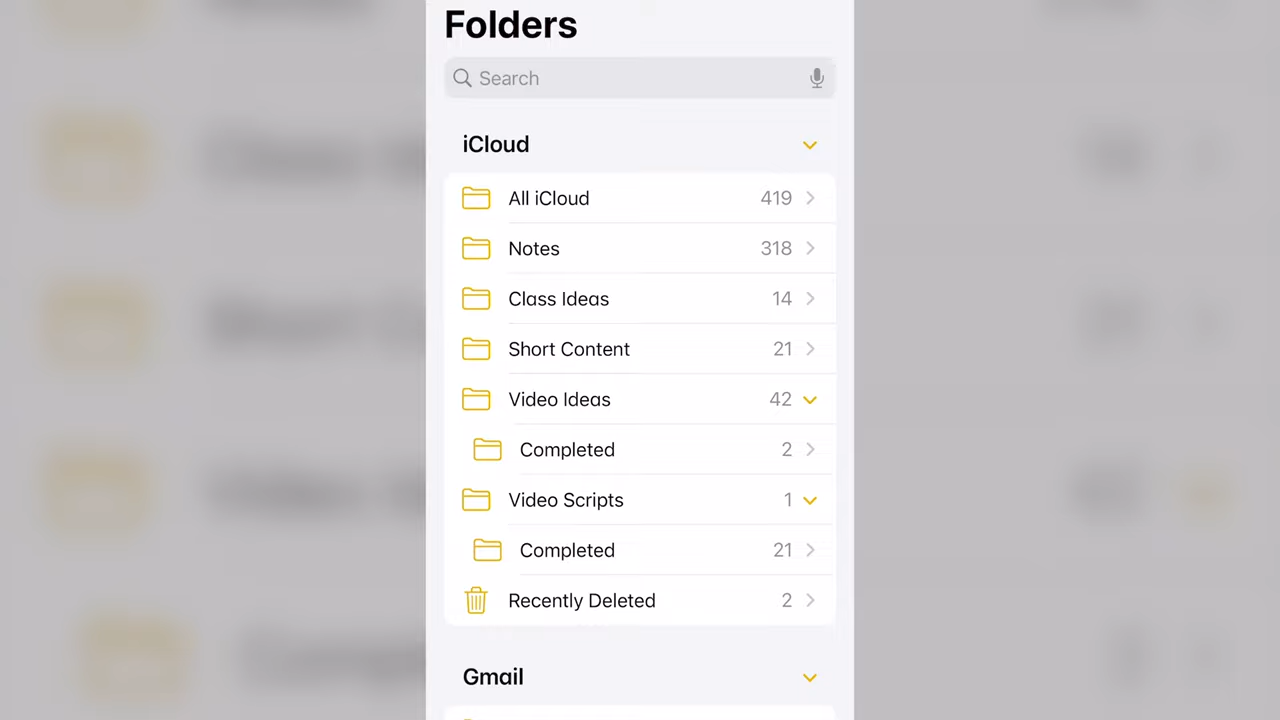 Folders
Search
iCloud
All iCloud 419
Notes 318
Class Ideas 14
Short Content 21
Video Ideas 42
Completed 2
Video Scripts 1
Completed 21
Recently Deleted 2
Gmail